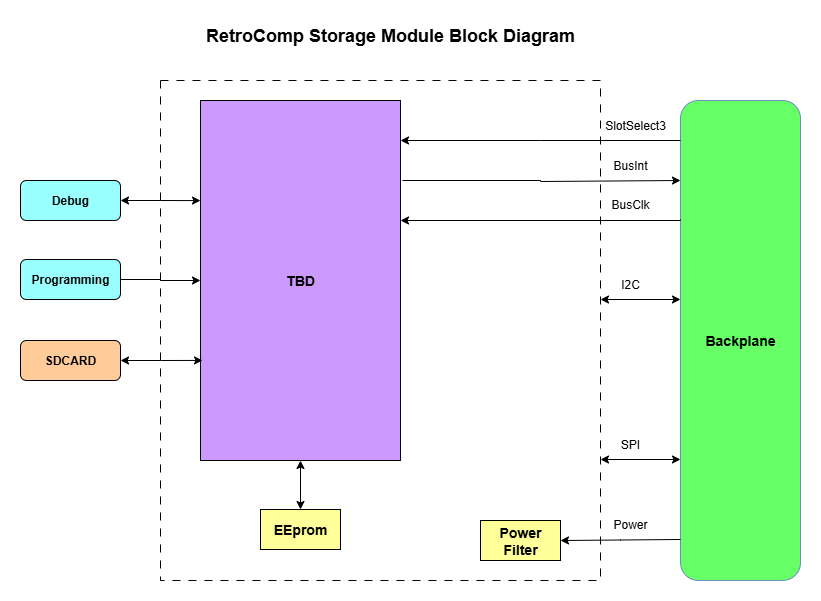 RetroComp Storage Module Block Diagram
SlotSelect3
BusInt
BusClk
Debug
Programming
TBD
I2C
Backplane
SDCARD
SPI
EEprom
Power
Power
Filter